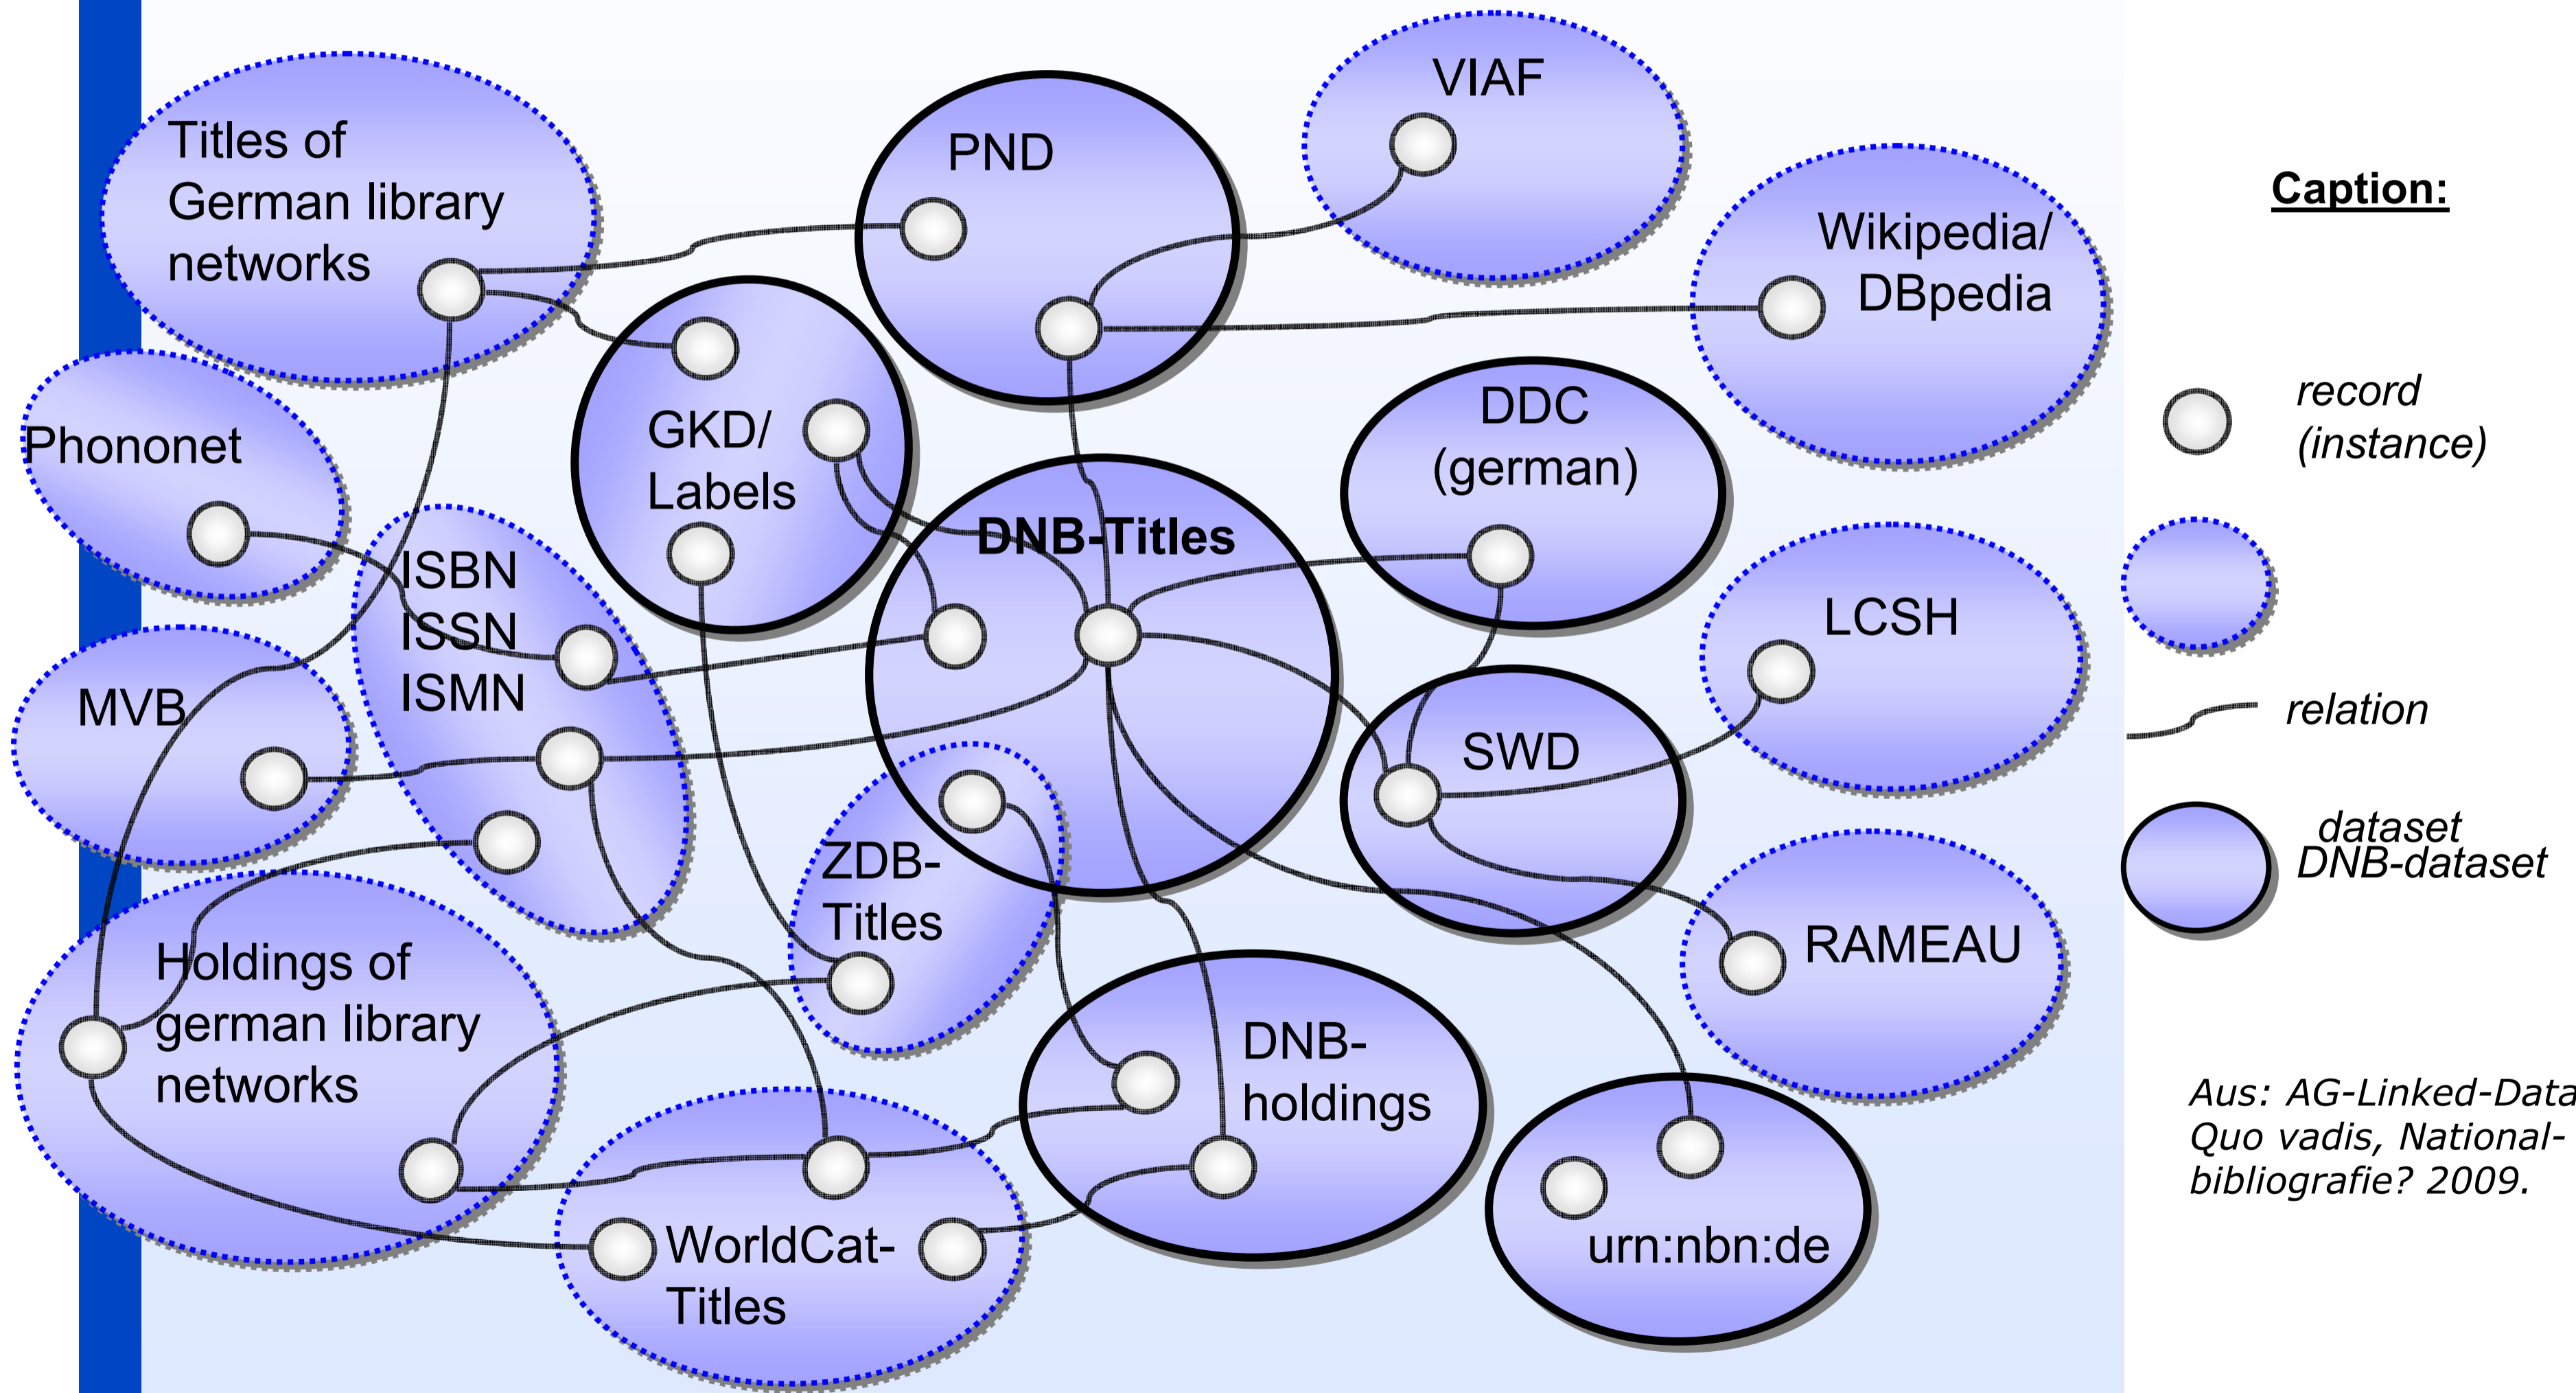 Titles of
German library
networks
PND
VIAF
Wikipedia/
DBpedia
Phononet
GKD/
Labels
DNB-Titles
DDC
(german)
ISBN
ISSN
ISMN
LCSH
MVB
SWD
ZDB-
Titles
RAMEAU
Holdings of
german library
networks
DNB-
holdings
WorldCat-
Titles
urn:nbn:de
Caption:
record
(instance)
relation
dataset
DNB-dataset
Aus: AG-Linked-Data
Quo vadis, National-
bibliografie? 2009.